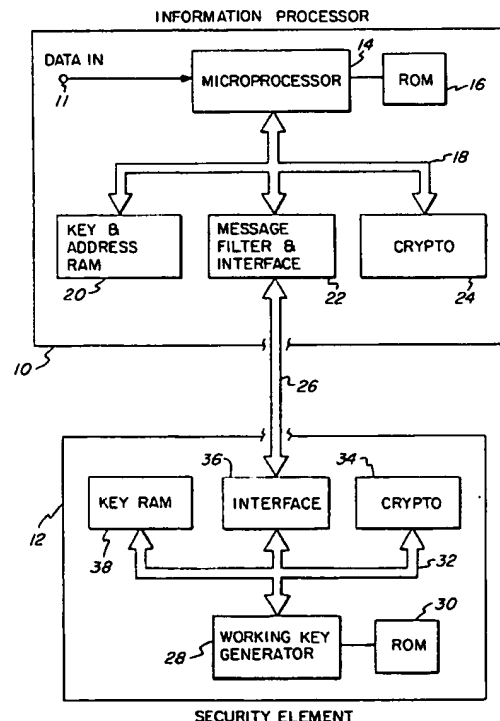 INFORMATION PROCESSOR
DATA IN
11
14
MICROPROCESSOR
ROM
16
18
KEY &
ADDRESS
RAM
20
MESSAGE
FILTER &
INTERFACE
22
CRYPTO
24
10
26
12
KEY RAM
38
36
INTERFACE
34
CRYPTO
32
28
WORKING KEY
GENERATOR
30
ROM
SECURITY ELEMENT